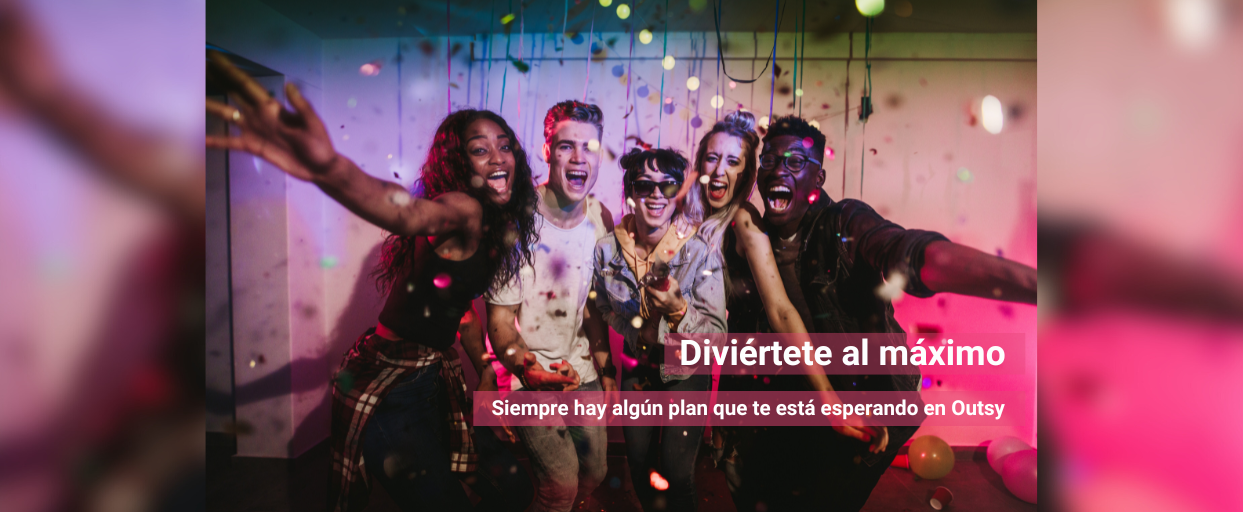 Diviértete al máximo
Siempre hay algún plan que te está esperando en Outsy